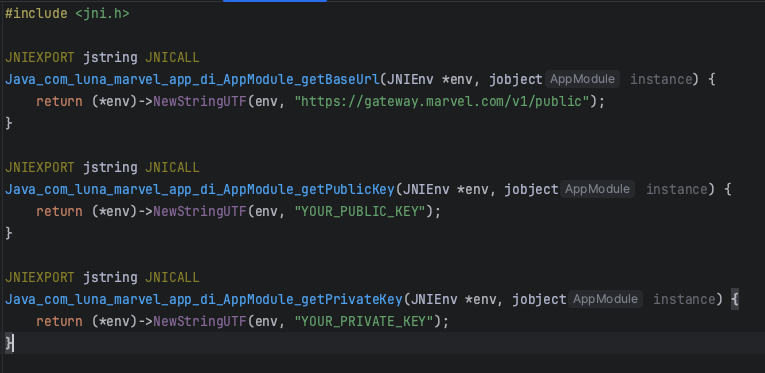 #include <jni.h>
JNIEXPORT jstring JNICALL
Java_com_luna_marvel_app_di_AppModule_getBaseUrl(JNIEnv *env, jobject AppModule instance) {
    return (*env)->NewStringUTF(env, "https://gateway.marvel.com/v1/public");
}
JNIEXPORT jstring JNICALL
Java_com_luna_marvel_app_di_AppModule_getPublicKey(JNIEnv *env, jobject AppModule instance) {
    return (*env)->NewStringUTF(env, "YOUR_PUBLIC_KEY");
}
JNIEXPORT jstring JNICALL
Java_com_luna_marvel_app_di_AppModule_getPrivateKey(JNIEnv *env, jobject AppModule instance) {
    return (*env)->NewStringUTF(env, "YOUR_PRIVATE_KEY");
}